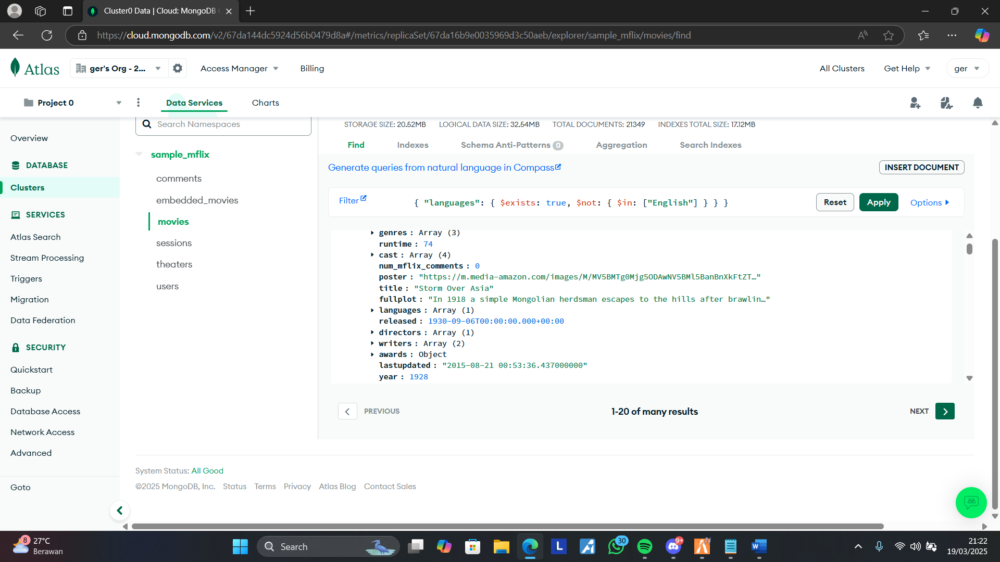 Cluster0 Data | Cloud: MongoDB
https://cloud.mongodb.com/v2/67da144dc5924d56b0479d8a#/metrics/replicaSet/67da16b9e0035969d3c50aeb/explorer/sample_mflix/movies/find
Atlas
ger's Org - 2...
Access Manager
Billing
All Clusters
Get Help
ger
Project 0
Data Services
Charts
Overview
DATABASE
Clusters
SERVICES
Atlas Search
Stream Processing
Triggers
Migration
Data Federation
SECURITY
Quickstart
Backup
Database Access
Network Access
Advanced
Goto
Search Namespaces
sample_mflix
comments
embedded_movies
movies
sessions
theaters
users
STORAGE SIZE: 20.52MB LOGICAL DATA SIZE: 32.54MB TOTAL DOCUMENTS: 21349 INDEXES TOTAL SIZE: 17.12MB
Find Indexes Schema Anti-Patterns 0 Aggregation Search Indexes
Generate queries from natural language in Compass
INSERT DOCUMENT
Filter
{ "languages": { $exists: true, $not: { $in: ["English"] } } }
Reset
Apply
Options
genres : Array (3)
runtime : 74
cast : Array (4)
num_mflix_comments : 0
poster : "https://m.media-amazon.com/images/M/MV5BMTg0Mjg5ODAwNV5BMl5BanBnXkFtZT…"
title : "Storm Over Asia"
fullplot : "In 1918 a simple Mongolian herdsman escapes to the hills after brawlin…"
languages : Array (1)
released : 1930-09-06T00:00:00.000+00:00
directors : Array (1)
writers : Array (2)
awards : Object
lastupdated : "2015-08-21 00:53:36.437000000"
year : 1928
PREVIOUS
1-20 of many results
NEXT
System Status: All Good
©2025 MongoDB, Inc. Status Terms Privacy Atlas Blog Contact Sales
8
27°C
Berawan
Search
L
30
9+
W
21:22
19/03/2025